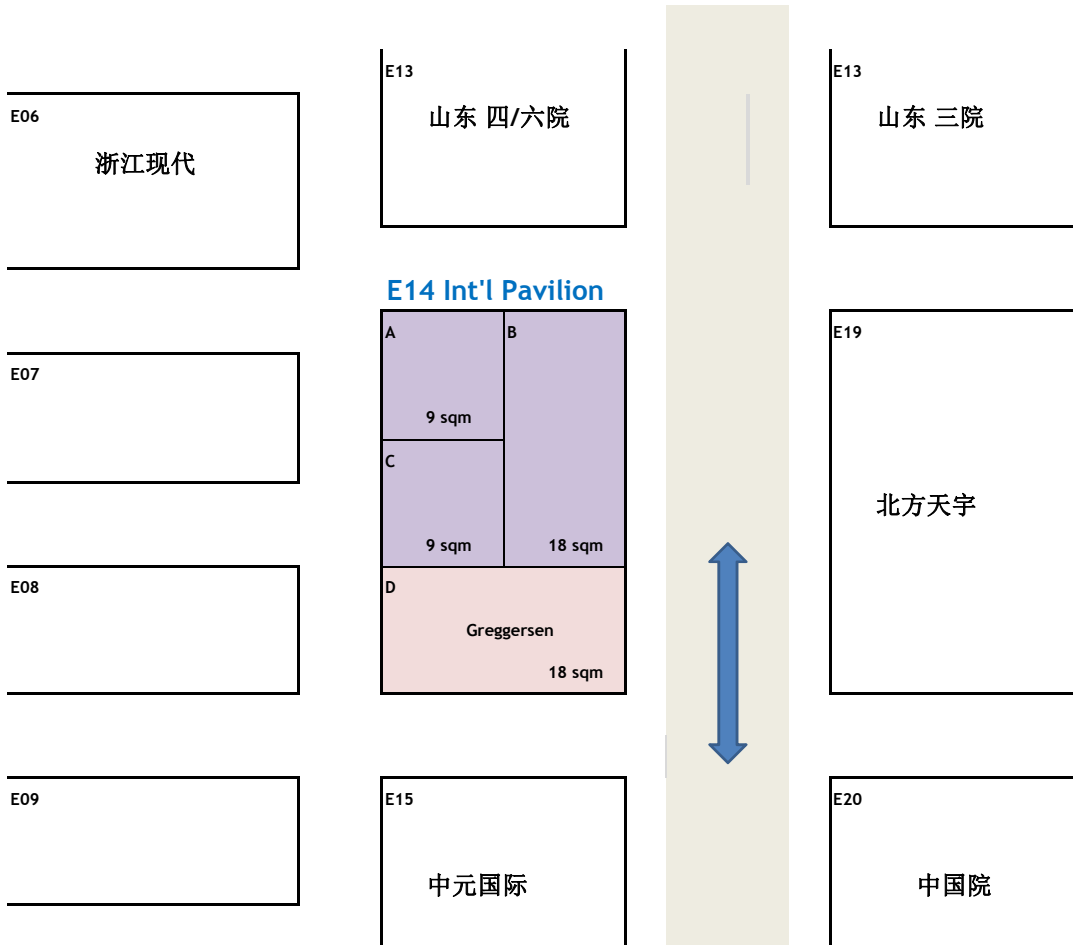 E13
山东 四/六院
E13
山东 三院
E06
浙江现代
E14 Int'l Pavilion
A
B
9 sqm
C
9 sqm
18 sqm
D
Greggersen
18 sqm
E19
北方天宇
E07
E08
E09
E15
中元国际
E20
中国院